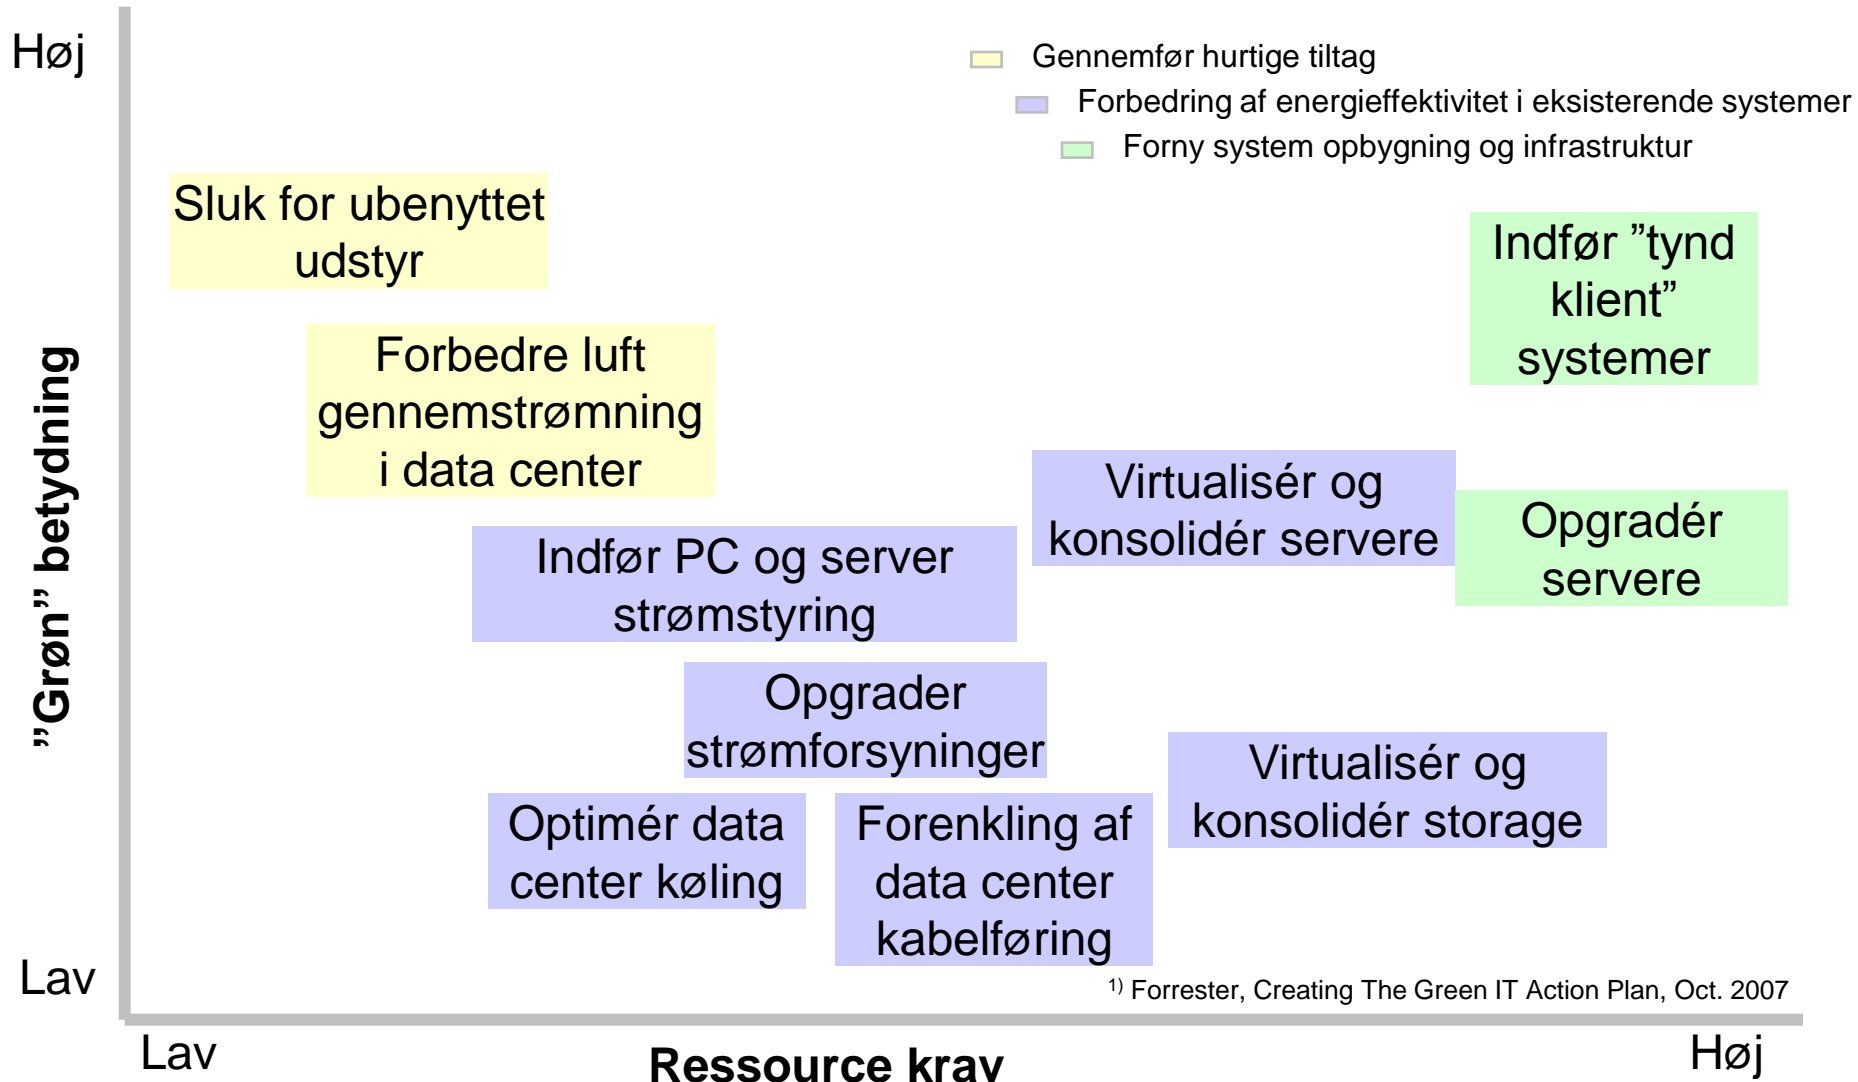 Høj
Gennemfør hurtige tiltag
Forbedring af energieffektivitet i eksisterende systemer
Forny system opbygning og infrastruktur
Sluk for ubenyttet
udstyr
Indfør ”tynd
klient”
systemer
Forbedre luft
gennemstrømning
i data center
”Grøn” betydning
Virtualisér og
konsolidér servere
Opgradér
servere
Indfør PC og server
strømstyring
Opgrader
strømforsyninger
Virtualisér og
konsolidér storage
Optimér data
center køling
Forenkling af
data center
kabelføring
Lav
1) Forrester, Creating The Green IT Action Plan, Oct. 2007
Lav
Ressource krav
Høj